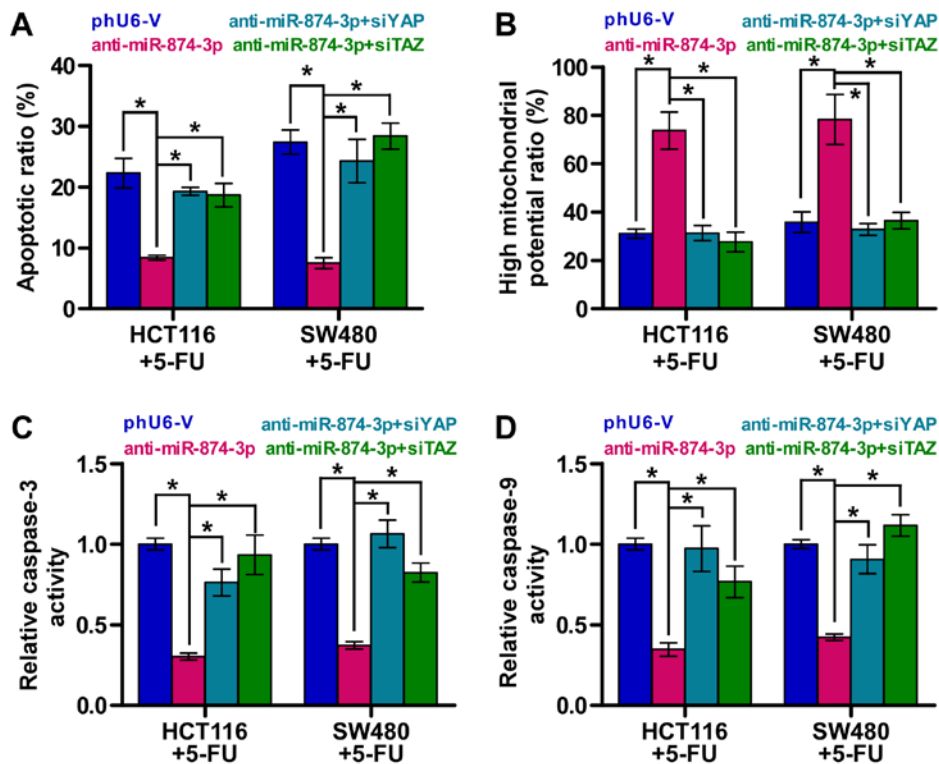 A
phU6-V anti-miR-874-3p+siYAP
anti-miR-874-3p anti-miR-874-3p+siTAZ
Apoptotic ratio (%)
40
30
20
10
0
* * * * * *
HCT116 SW480
+5-FU +5-FU
B
phU6-V anti-miR-874-3p+siYAP
anti-miR-874-3p anti-miR-874-3p+siTAZ
High mitochondrial
potential ratio (%)
100
80
60
40
20
0
* * * * * *
HCT116 SW480
+5-FU +5-FU
C
phU6-V anti-miR-874-3p+siYAP
anti-miR-874-3p anti-miR-874-3p+siTAZ
Relative caspase-3
activity
1.5
1.0
0.5
0.0
* * * * * *
HCT116 SW480
+5-FU +5-FU
D
phU6-V anti-miR-874-3p+siYAP
anti-miR-874-3p anti-miR-874-3p+siTAZ
Relative caspase-9
activity
1.5
1.0
0.5
0.0
* * * * * *
HCT116 SW480
+5-FU +5-FU